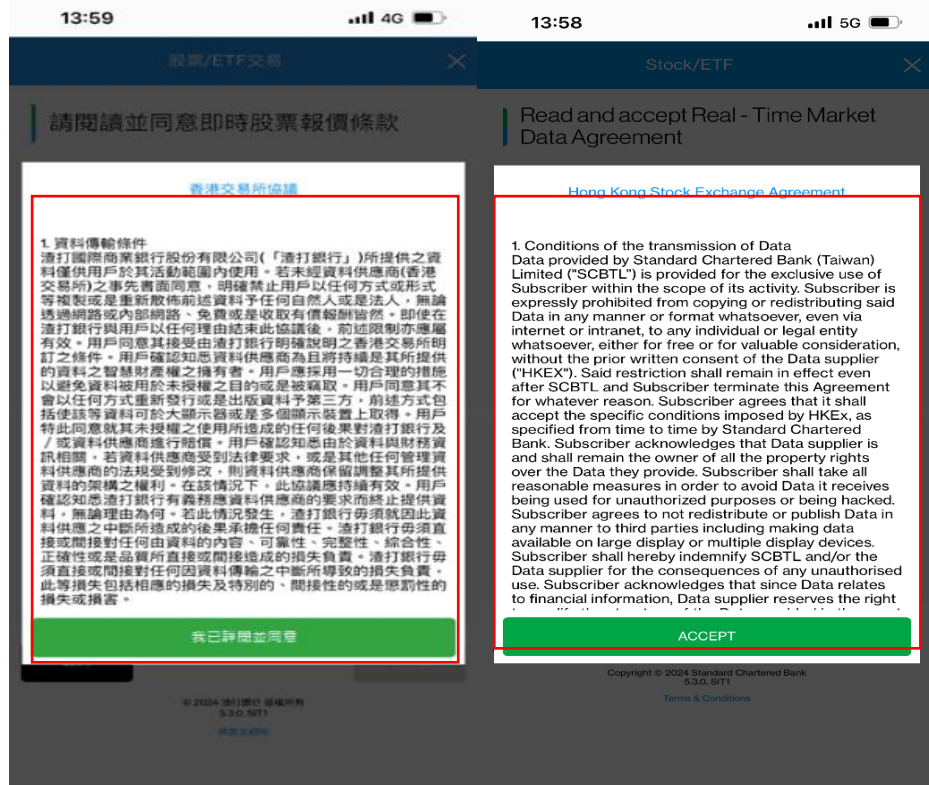 13:59
4G
股票/ETF交易
請閱讀並同意即時股票報價條款
香港交易所協議
1. 資料傳輸條件
渣打國際商業銀行股份有限公司(「渣打銀行」)所提供之資
料僅供用戶於其活動範圍內使用。若未經資料供應商(香港
交易所)之事先書面同意，明確禁止用戶以任何方式或形式
等複製或是重新散佈前述資料予任何自然人或是法人，無論
透過網路或內部網路、免費或是收取有價報酬皆然。即使在
渣打銀行與用戶以任何理由結束此協議後，前述限制亦應屬
有效。用戶同意其接受由渣打銀行明確說明之香港交易所明
訂之條件。用戶確認知悉資料供應商為且將持續是其所提供
的資料之智慧財產權之擁有者。用戶應採用一切合理的措施
以避免資料被用於未授權之目的或是被竊取。用戶同意其不
會以任何方式重新發行或是出版資料予第三方，前述方式包
括使該等資料可於大顯示器或是多個顯示裝置上取得。用戶
特此同意就其未授權之使用所造成的任何後果對渣打銀行及
/ 或資料供應商進行賠償。用戶確認知悉由於資料與財務資
訊相關，若資料供應商受到法律要求，或是其他任何管理資
料供應商的法規受到修改，則資料供應商保留調整其所提供
資料的架構之權利。在該情況下，此協議應持續有效。用戶
確認知悉渣打銀行有義務應資料供應商的要求而終止提供資
料，無論理由為何。若此情況發生，渣打銀行毋須就因此資
料供應之中斷所造成的後果承擔任何責任。渣打銀行毋須直
接或間接對任何由資料的內容、可靠性、完整性、綜合性、
正確性或是品質所直接或間接造成的損失負責。渣打銀行毋
須直接或間接對任何因資料傳輸之中斷所導致的損失負責，
此等損失包括相應的損失及特別的、間接性的或是懲罰性的
損失或損害。
我已詳閱並同意
© 2024 渣打銀行 版權所有
5.3.0, SIT1
13:58
5G
Stock/ETF
Read and accept Real - Time Market
Data Agreement
Hong Kong Stock Exchange Agreement
1. Conditions of the transmission of Data
Data provided by Standard Chartered Bank (Taiwan)
Limited ("SCBTL") is provided for the exclusive use of
Subscriber within the scope of its activity. Subscriber is
expressly prohibited from copying or redistributing said
Data in any manner or format whatsoever, even via
internet or intranet, to any individual or legal entity
whatsoever, either for free or for valuable consideration,
without the prior written consent of the Data supplier
("HKEX"). Said restriction shall remain in effect even
after SCBTL and Subscriber terminate this Agreement
for whatever reason. Subscriber agrees that it shall
accept the specific conditions imposed by HKEx, as
specified from time to time by Standard Chartered
Bank. Subscriber acknowledges that Data supplier is
and shall remain the owner of all the property rights
over the Data they provide. Subscriber shall take all
reasonable measures in order to avoid Data it receives
being used for unauthorized purposes or being hacked.
Subscriber agrees to not redistribute or publish Data in
any manner to third parties including making data
available on large display or multiple display devices.
Subscriber shall hereby indemnify SCBTL and/or the
Data supplier for the consequences of any unauthorised
use. Subscriber acknowledges that since Data relates
to financial information, Data supplier reserves the right
ACCEPT
Copyright © 2024 Standard Chartered Bank
5.3.0, SIT1
Terms & Conditions